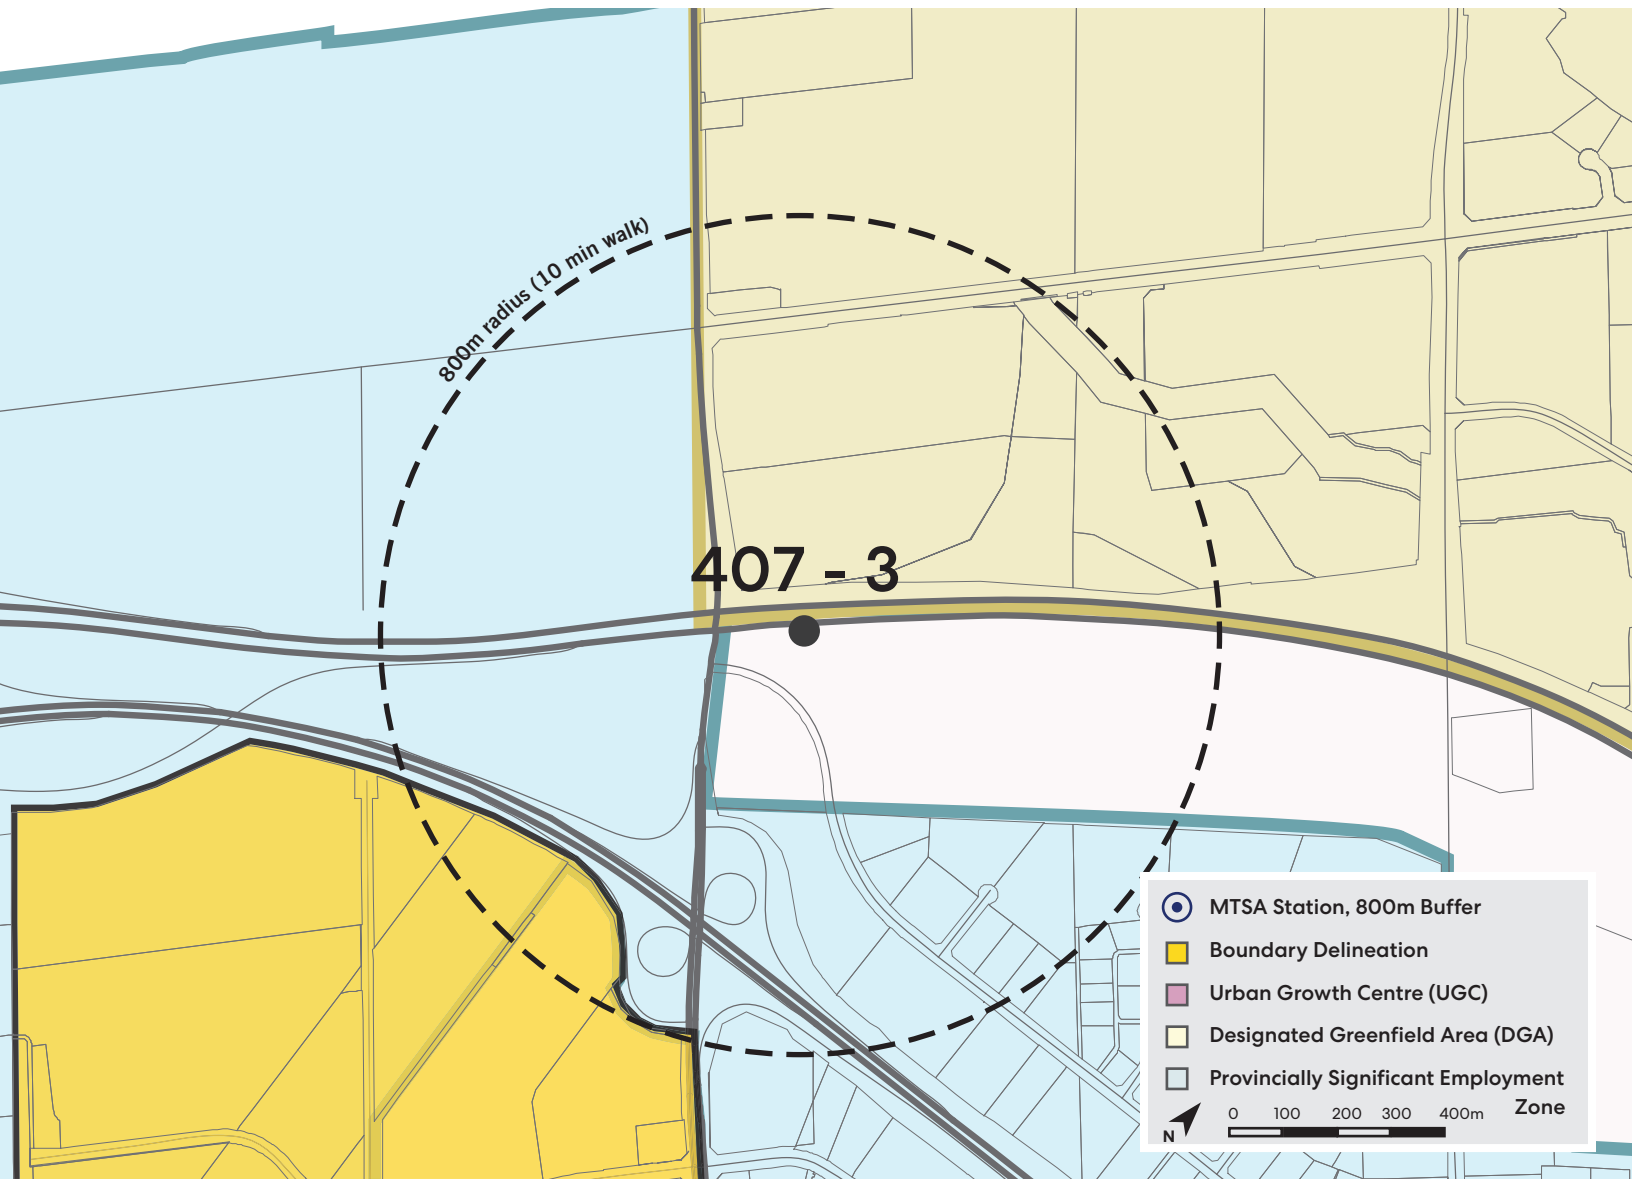 800m radius (10 min walk)
407 - 3
MTSA Station, 800m Buffer
Boundary Delineation
Urban Growth Centre (UGC)
Designated Greenfield Area (DGA)
Provincially Significant Employment
Zone
0 100 200 300 400m
N